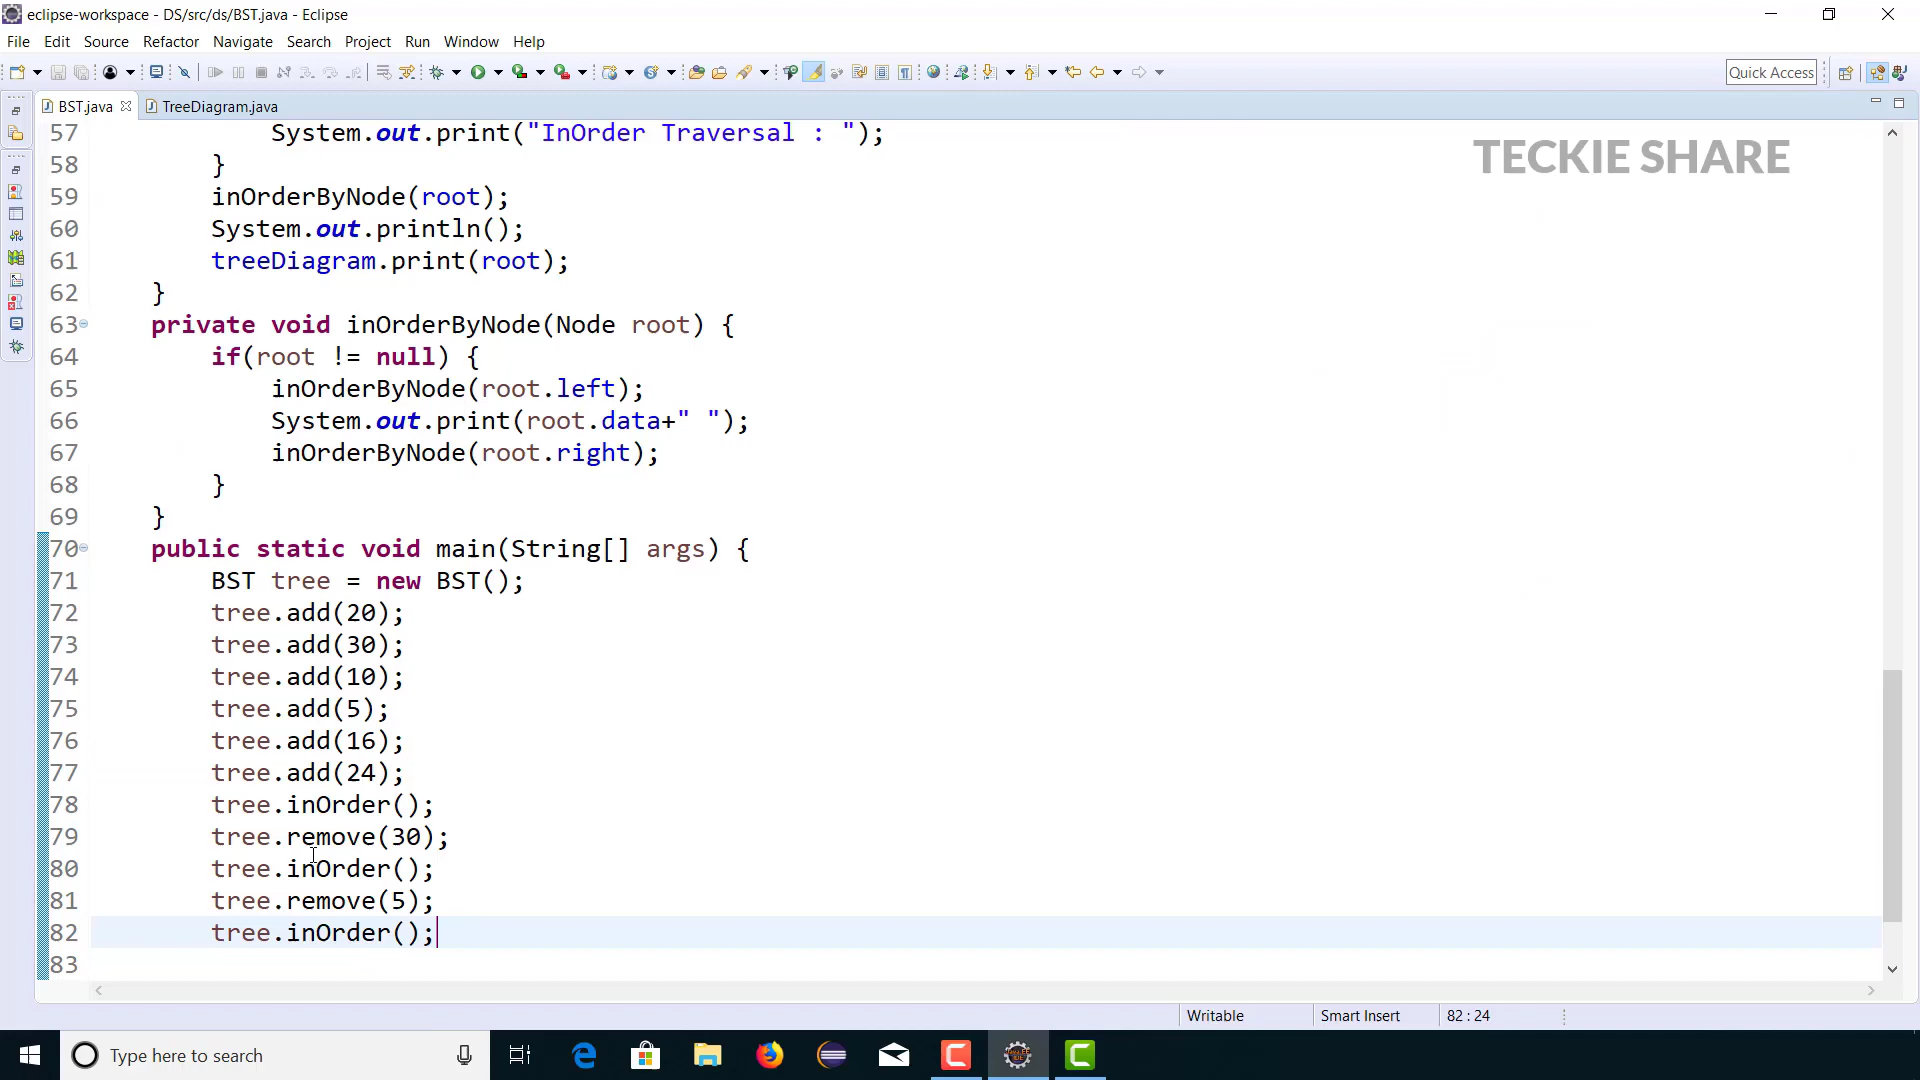 eclipse-workspace - DS/src/ds/BST.java - Eclipse
File Edit Source Refactor Navigate Search Project Run Window Help
Quick Access
BST.java TreeDiagram.java
TECKIE SHARE
57 System.out.print("InOrder Traversal : ");
58 }
59 inOrderByNode(root);
60 System.out.println();
61 treeDiagram.print(root);
62 }
63 private void inOrderByNode(Node root) {
64 if(root != null) {
65 inOrderByNode(root.left);
66 System.out.print(root.data+" ");
67 inOrderByNode(root.right);
68 }
69 }
70 public static void main(String[] args) {
71 BST tree = new BST();
72 tree.add(20);
73 tree.add(30);
74 tree.add(10);
75 tree.add(5);
76 tree.add(16);
77 tree.add(24);
78 tree.inOrder();
79 tree.remove(30);
80 tree.inOrder();
81 tree.remove(5);
82 tree.inOrder();
83
Writable Smart Insert 82 : 24
Type here to search